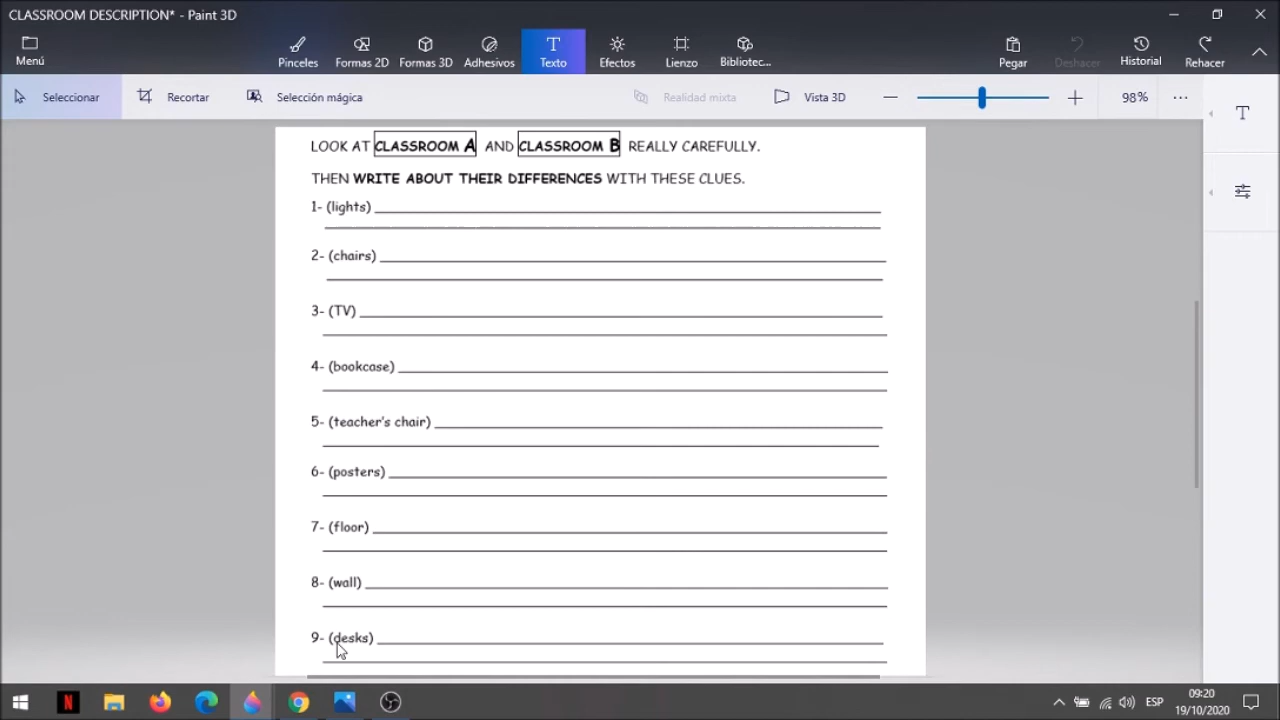 CLASSROOM DESCRIPTION* - Paint 3D
Menú
Pinceles
Formas 2D
Formas 3D
Adhesivos
Texto
Efectos
Lienzo
Bibliotec...
Pegar
Deshacer
Historial
Rehacer
Seleccionar
Recortar
Selección mágica
Realidad mixta
Vista 3D
98%
LOOK AT CLASSROOM A AND CLASSROOM B REALLY CAREFULLY.
THEN WRITE ABOUT THEIR DIFFERENCES WITH THESE CLUES.
1- (lights)
2- (chairs)
3- (TV)
4- (bookcase)
5- (teacher's chair)
6- (posters)
7- (floor)
8- (wall)
9- (desks)
ESP
09:20
19/10/2020